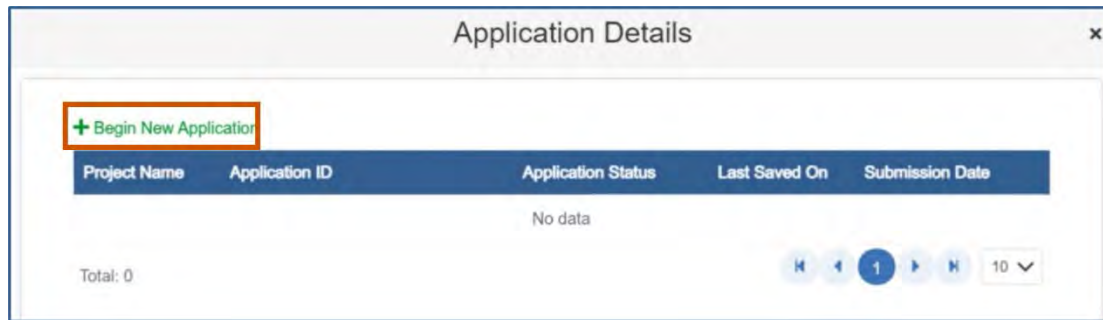 Application Details ×
+ Begin New Application
Project Name Application ID Application Status Last Saved On Submission Date
No data
Total: 0 1 10